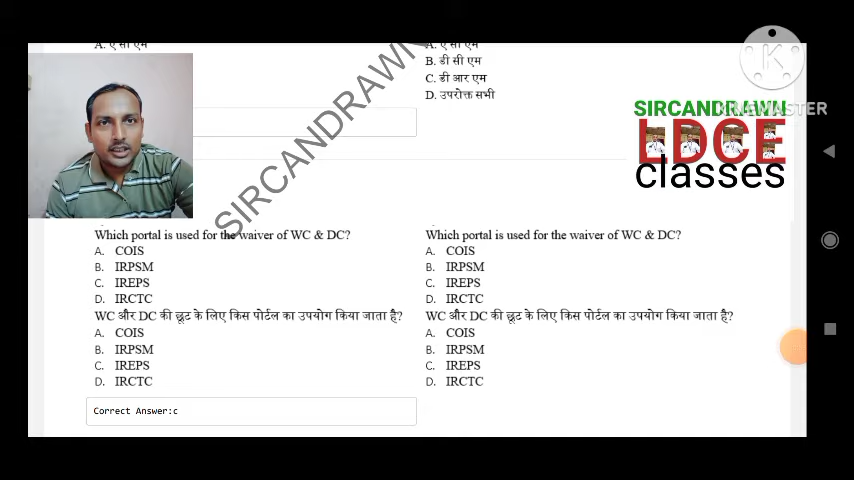 A. ए सी एम
A. ए सी एम
B. डी सी एम
C. डी आर एम
D. उपरोक्त सभी
SIRCANDRAWN
K
KINEMASTER
SIRCANDRAWN
LDCE
classes
Which portal is used for the waiver of WC & DC?
A. COIS
B. IRPSM
C. IREPS
D. IRCTC
WC और DC की छूट के लिए किस पोर्टल का उपयोग किया जाता है?
A. COIS
B. IRPSM
C. IREPS
D. IRCTC
Correct Answer:c
Which portal is used for the waiver of WC & DC?
A. COIS
B. IRPSM
C. IREPS
D. IRCTC
WC और DC की छूट के लिए किस पोर्टल का उपयोग किया जाता है?
A. COIS
B. IRPSM
C. IREPS
D. IRCTC